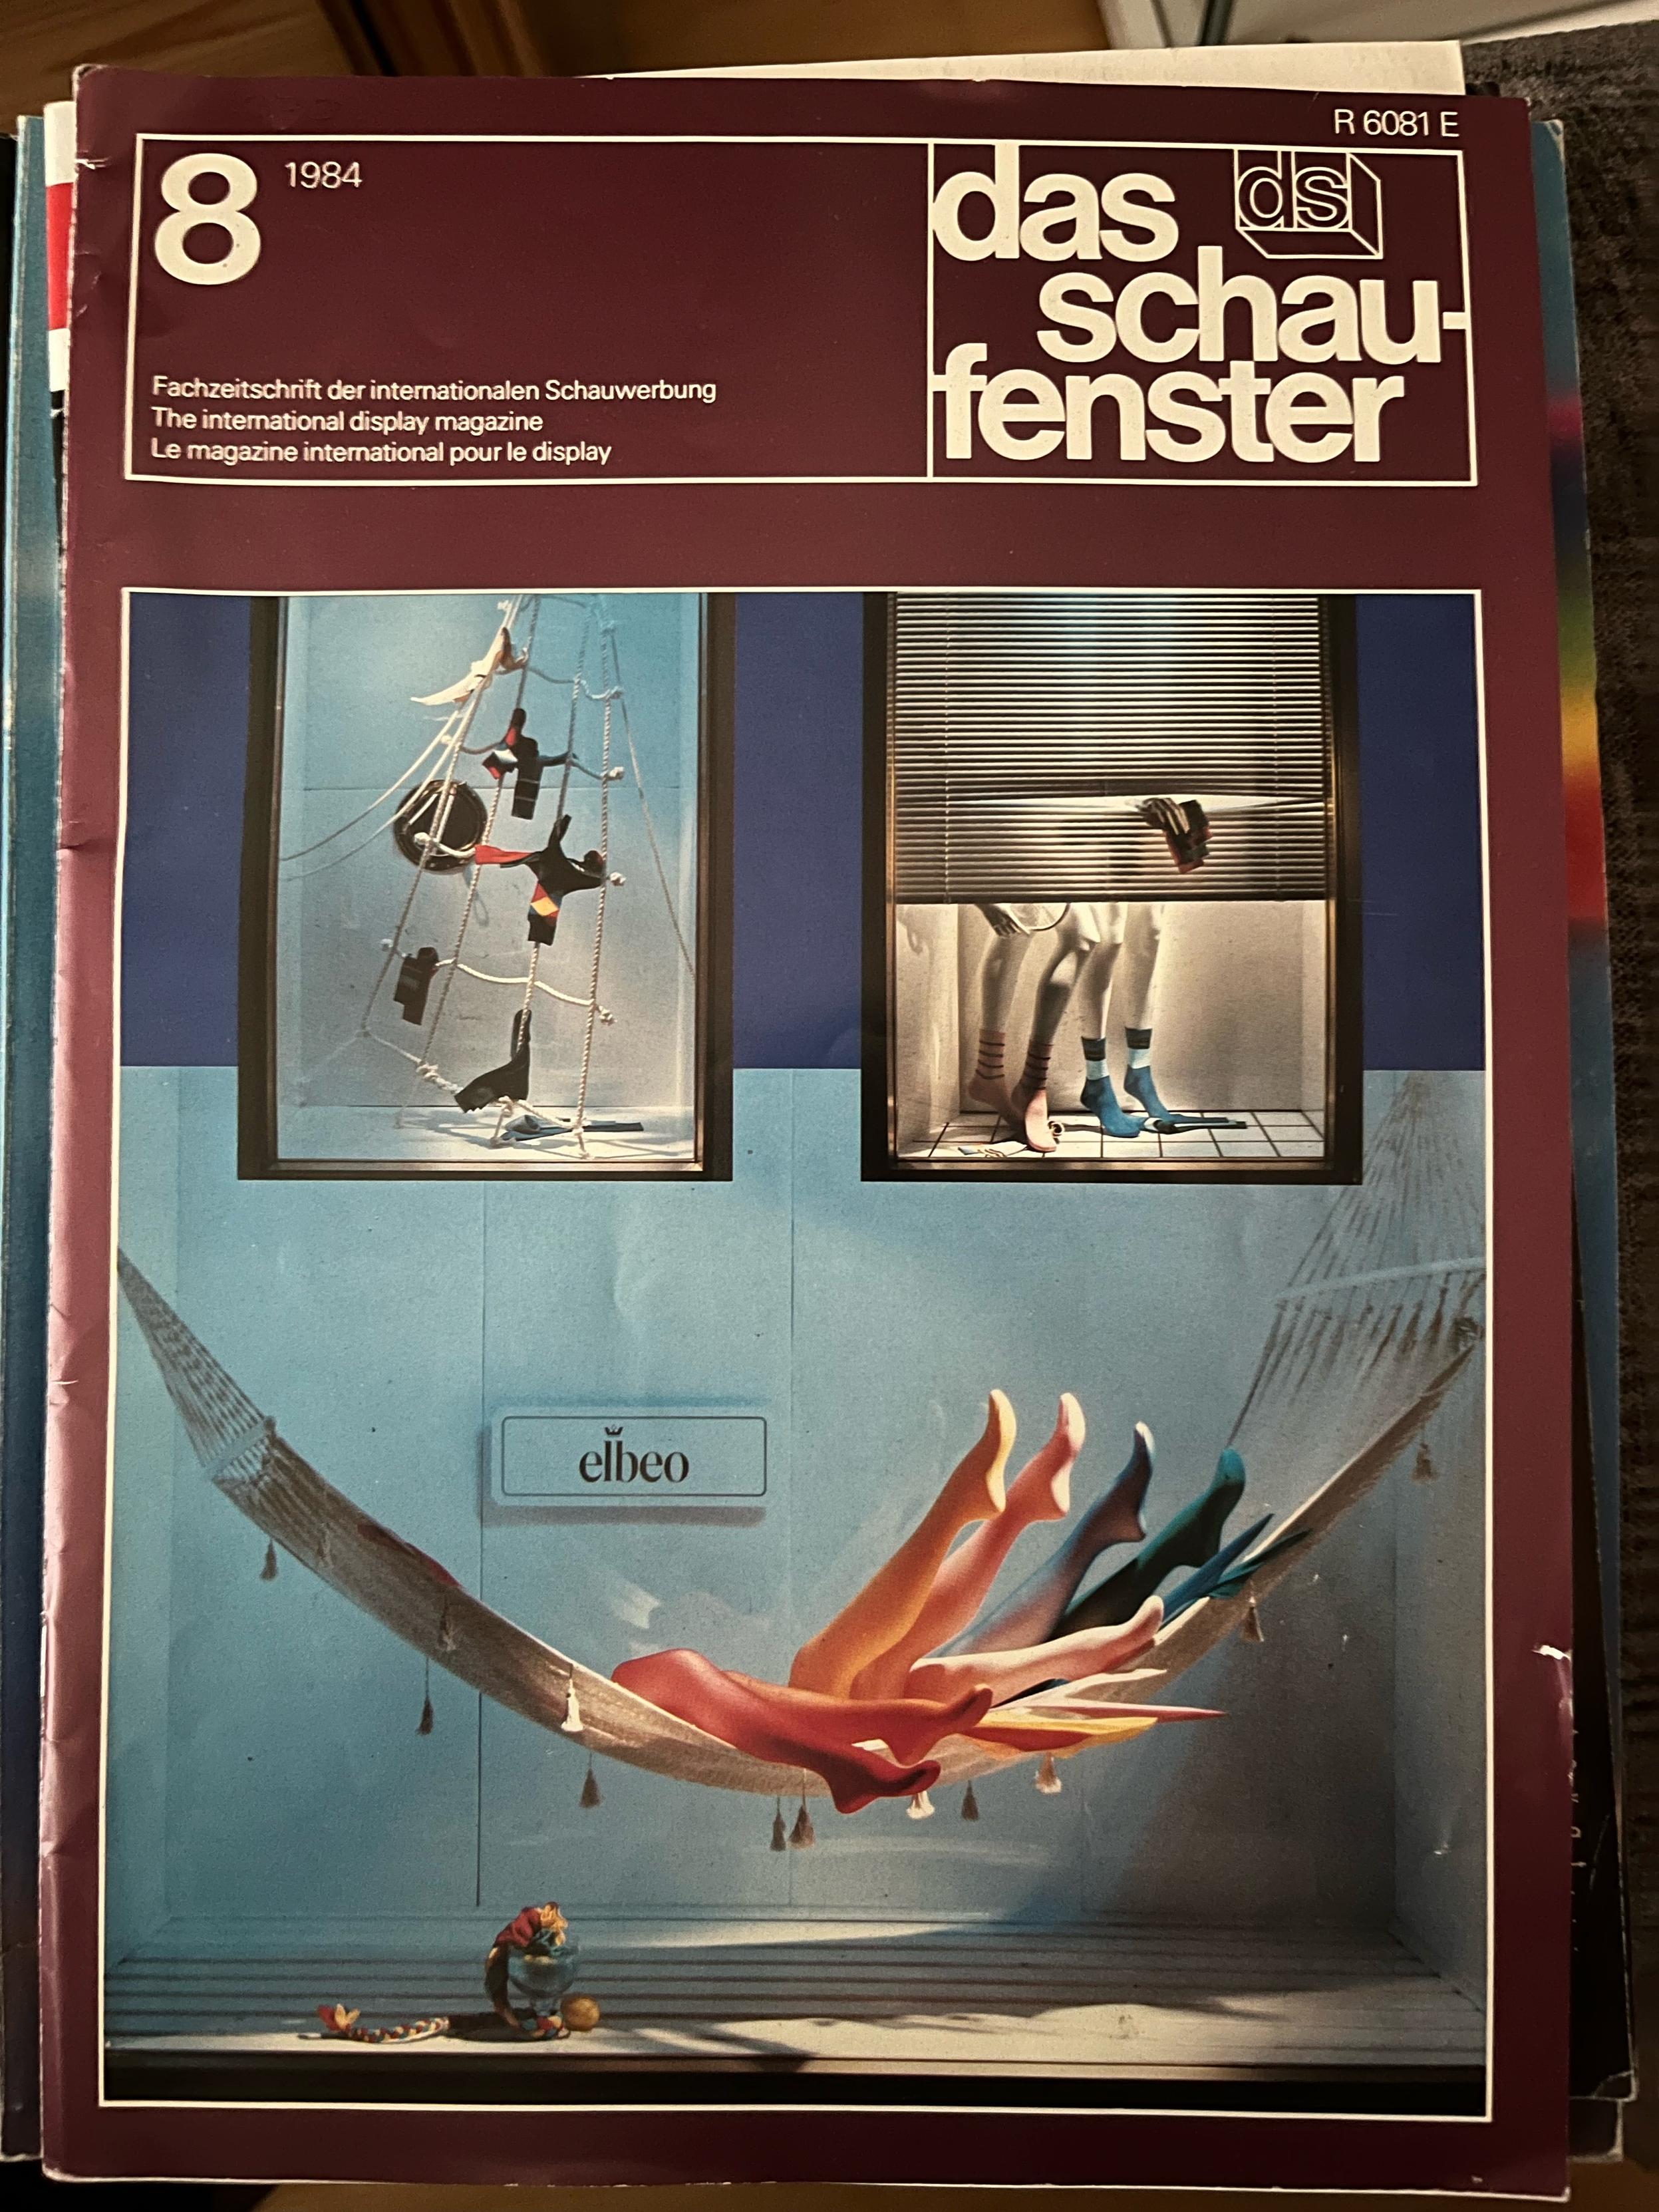 R 6081 E
8 1984
das ds
schau-
fenster
Fachzeitschrift der internationalen Schauwerbung
The international display magazine
Le magazine international pour le display
elbeo